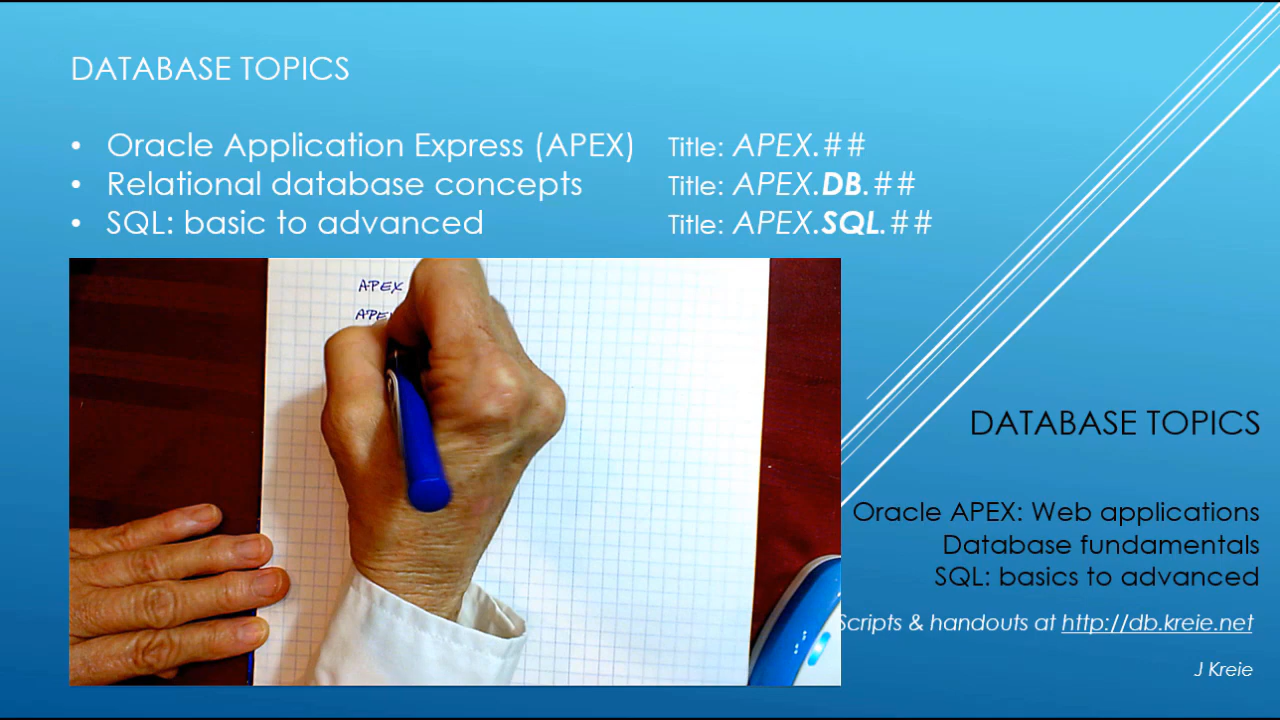 DATABASE TOPICS
• Oracle Application Express (APEX) Title: APEX.##
• Relational database concepts Title: APEX.DB.##
• SQL: basic to advanced Title: APEX.SQL.##
APEX
APE
DATABASE TOPICS
Oracle APEX: Web applications
Database fundamentals
SQL: basics to advanced
Scripts & handouts at http://db.kreie.net
J Kreie